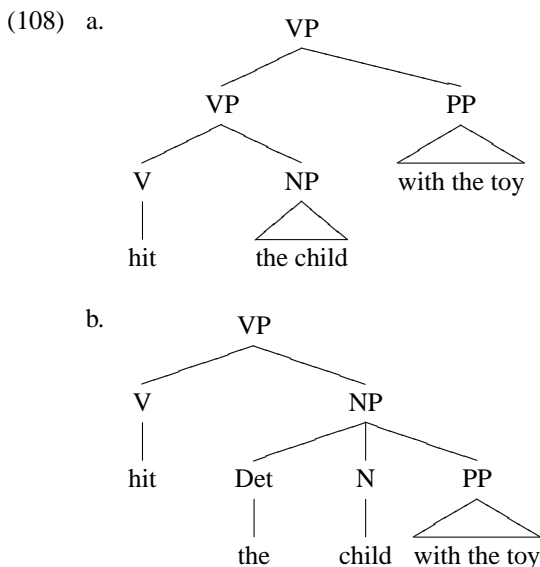 (108) a. VP
VP PP
V NP with the toy
hit the child
b. VP
V NP
hit Det N PP
the child with the toy